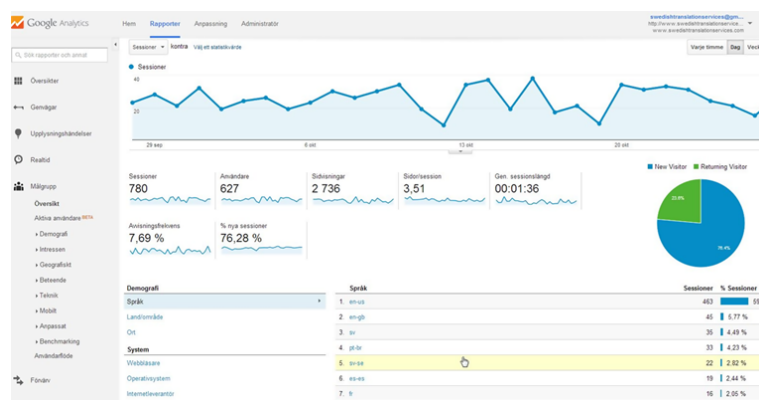 Google Analytics
Hem Rapporter Anpassning Administratör
swedishtranslationservices@gm...
http://www.swedishtranslationservices.com
www.swedishtranslationservices.com
Sök rapporter och annat
Översikter
Genvägar
Upplysningshändelser
Realtid
Målgrupp
Översikt
Aktiva användare BETA
Demografi
Intressen
Geografiskt
Beteende
Teknik
Mobilt
Anpassat
Benchmarking
Användarflöde
Förvärv
Sessioner kontra Välj ett statistikvärde
Varje timme Dag Veck
Sessioner
40
20
29 sep 6 okt 13 okt 20 okt
Sessioner Användare Sidvisningar Sidor/session Gen. sessionslängd
780 627 2 736 3,51 00:01:36
Avvisningsfrekvens % nya sessioner
7,69 % 76,28 %
New Visitor Returning Visitor
23.9%
Demografi
Språk
Land/område
Ort
System
Webbläsare
Operativsystem
Internetleverantör
Språk Sessioner % Sessioner
1. en-us 463 55
2. en-gb 45 5,77 %
3. sv 35 4,49 %
4. pt-br 33 4,23 %
5. sv-se 22 2,82 %
6. es-es 19 2,44 %
7. fr 16 2,05 %